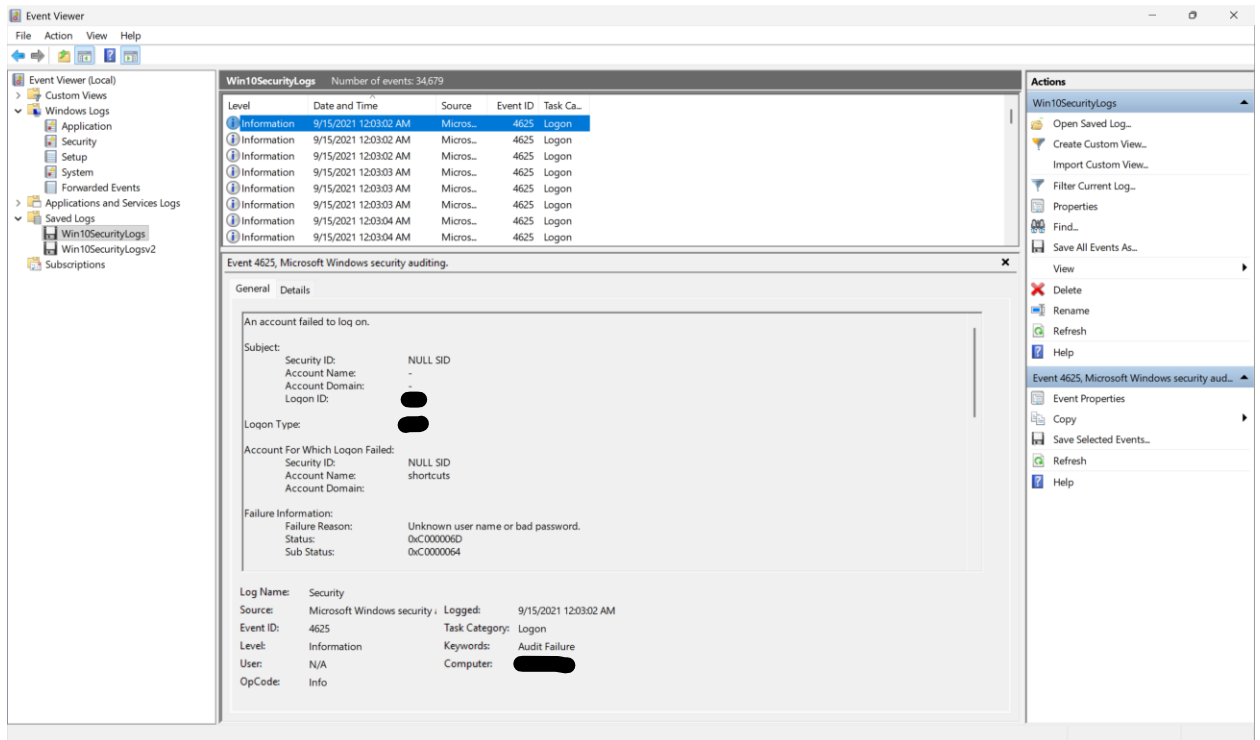 Event Viewer
File Action View Help
Event Viewer (Local)
Custom Views
Windows Logs
Application
Security
Setup
System
Forwarded Events
Applications and Services Logs
Saved Logs
Win10SecurityLogs
Win10SecurityLogsv2
Subscriptions
Win10SecurityLogs Number of events: 34,679
Level Date and Time Source Event ID Task Ca...
Information 9/15/2021 12:03:02 AM Micros... 4625 Logon
Information 9/15/2021 12:03:02 AM Micros... 4625 Logon
Information 9/15/2021 12:03:02 AM Micros... 4625 Logon
Information 9/15/2021 12:03:03 AM Micros... 4625 Logon
Information 9/15/2021 12:03:03 AM Micros... 4625 Logon
Information 9/15/2021 12:03:03 AM Micros... 4625 Logon
Information 9/15/2021 12:03:04 AM Micros... 4625 Logon
Information 9/15/2021 12:03:04 AM Micros... 4625 Logon
Event 4625, Microsoft Windows security auditing.
General Details
An account failed to log on.
Subject:
Security ID: NULL SID
Account Name: -
Account Domain: -
Logon ID:
Logon Type:
Account For Which Logon Failed:
Security ID: NULL SID
Account Name: shortcuts
Account Domain:
Failure Information:
Failure Reason: Unknown user name or bad password.
Status: 0xC000006D
Sub Status: 0xC0000064
Log Name: Security
Source: Microsoft Windows security Logged: 9/15/2021 12:03:02 AM
Event ID: 4625 Task Category: Logon
Level: Information Keywords: Audit Failure
User: N/A Computer:
OpCode: Info
Actions
Win10SecurityLogs
Open Saved Log...
Create Custom View...
Import Custom View...
Filter Current Log...
Properties
Find...
Save All Events As...
View
Delete
Rename
Refresh
Help
Event 4625, Microsoft Windows security aud...
Event Properties
Copy
Save Selected Events...
Refresh
Help